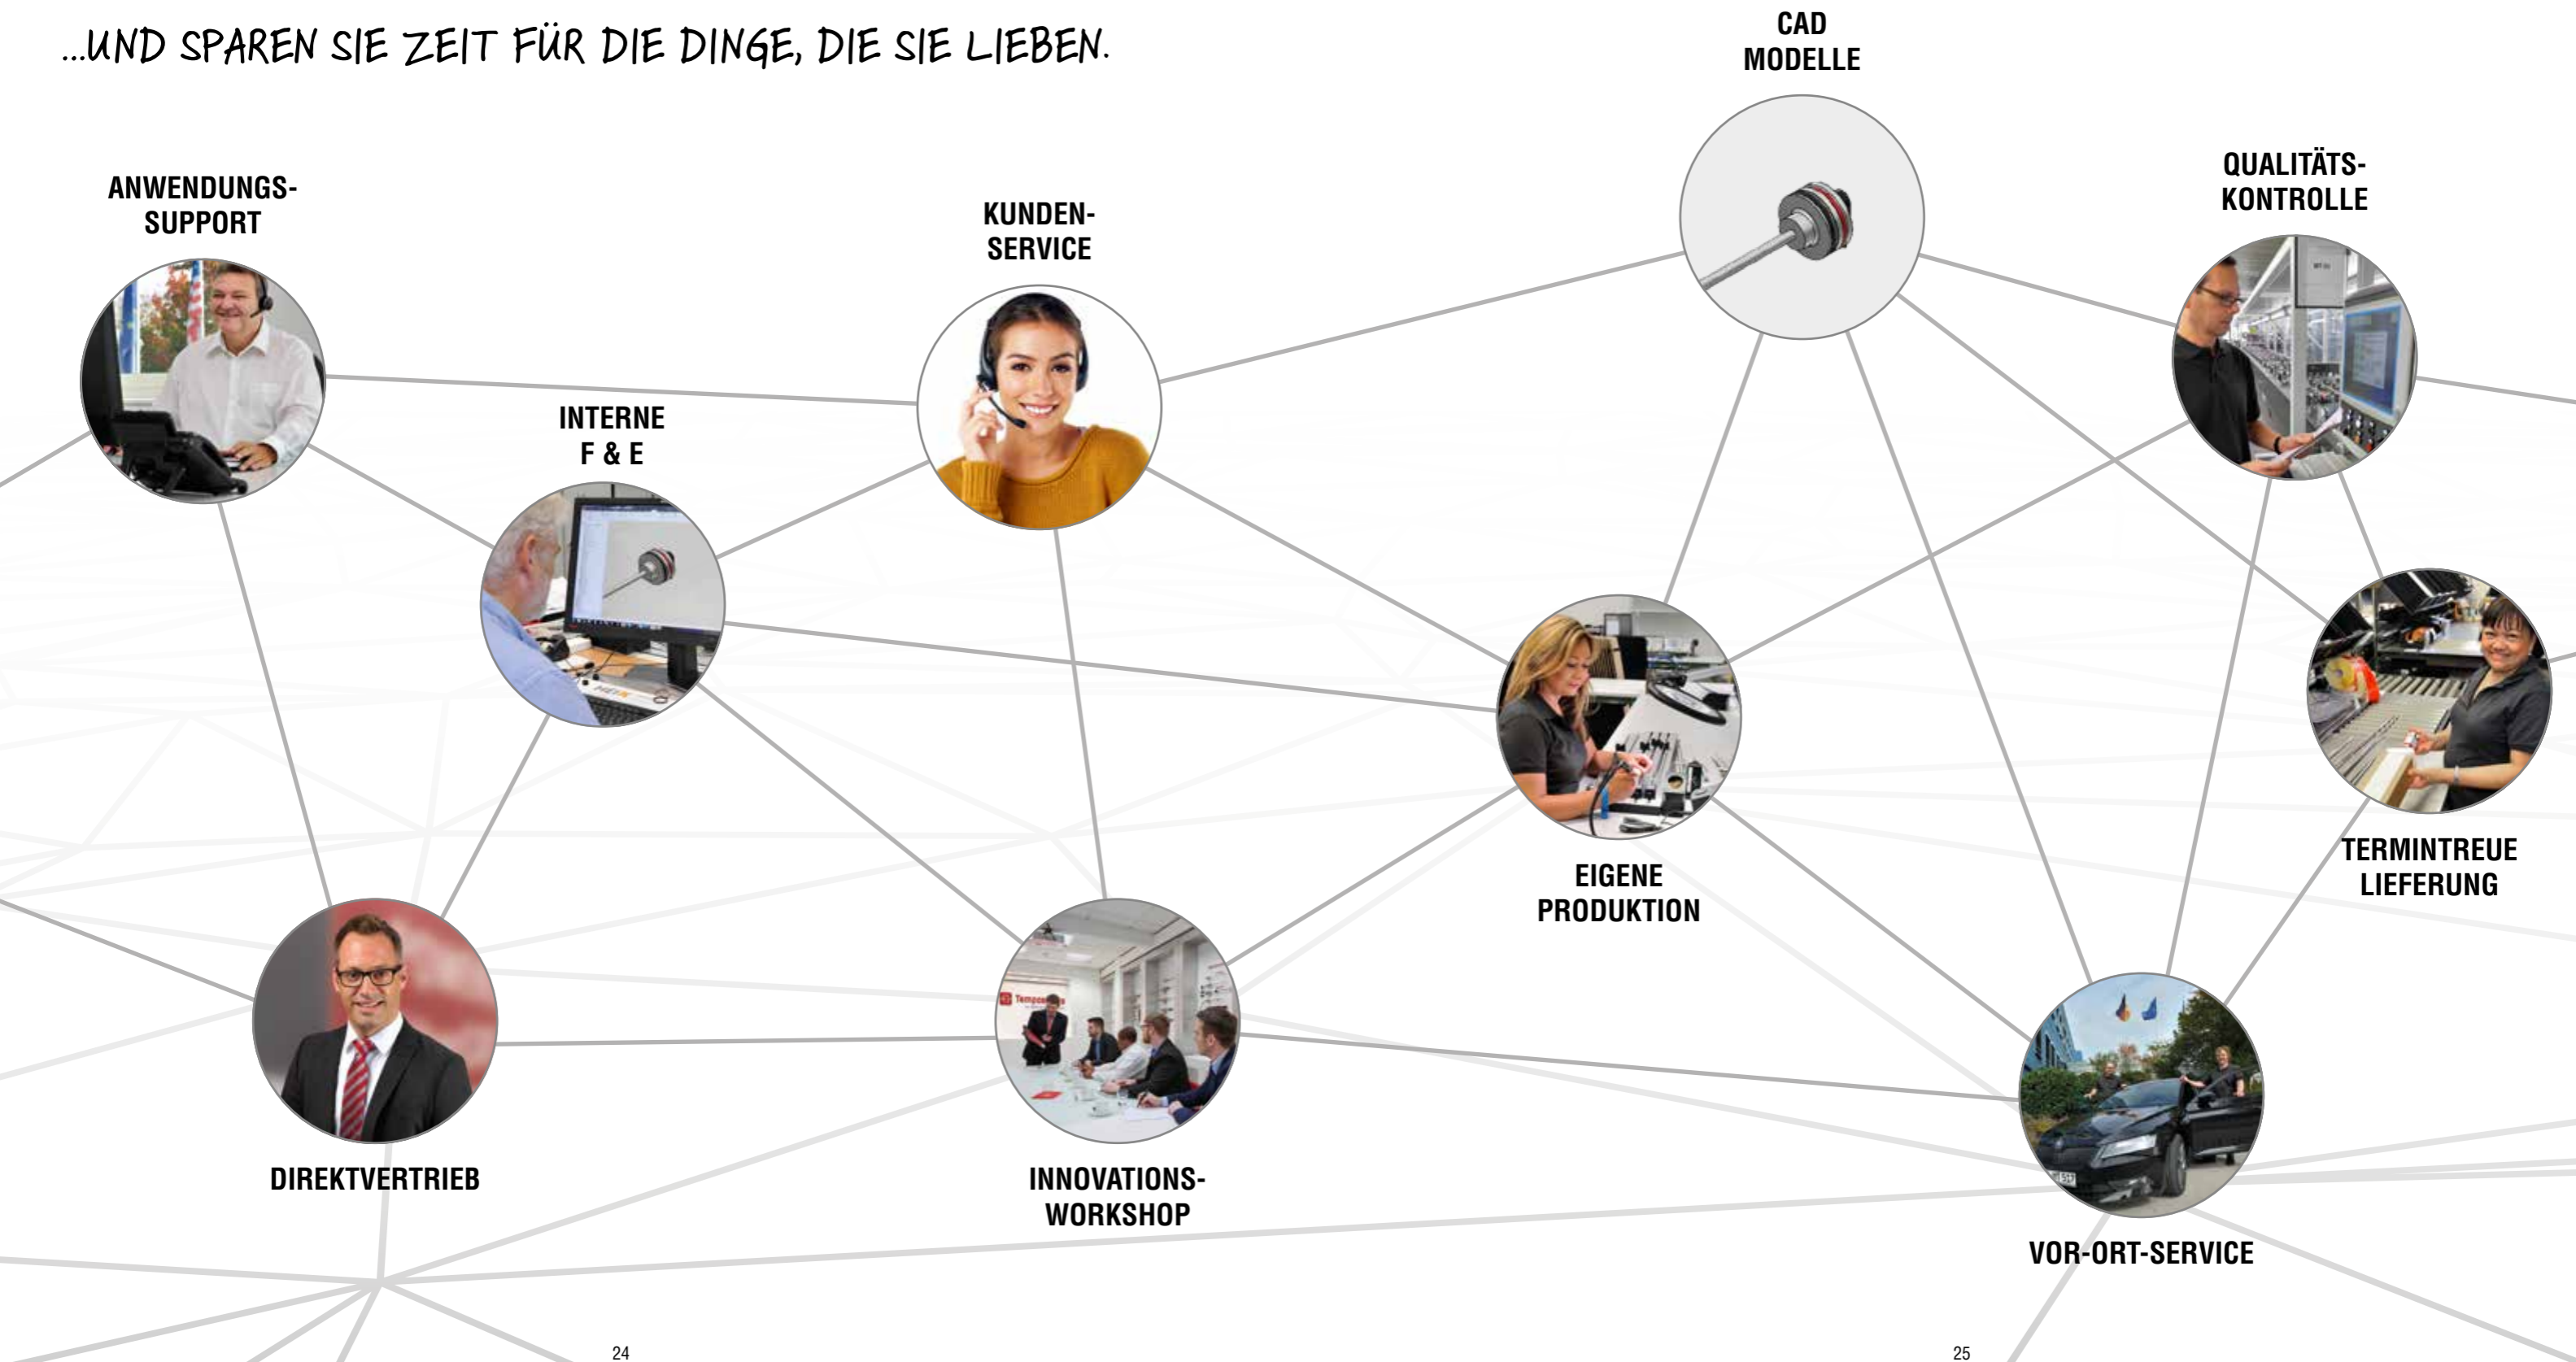 ...UND SPAREN SIE ZEIT FÜR DIE DINGE, DIE SIE LIEBEN.
CAD
MODELLE
QUALITÄTS-
KONTROLLE
ANWENDUNGS-
SUPPORT
KUNDEN-
SERVICE
INTERNE
F & E
EIGENE
PRODUKTION
TERMINTREUE
LIEFERUNG
DIREKTVERTRIEB
INNOVATIONS-
WORKSHOP
VOR-ORT-SERVICE
24
25